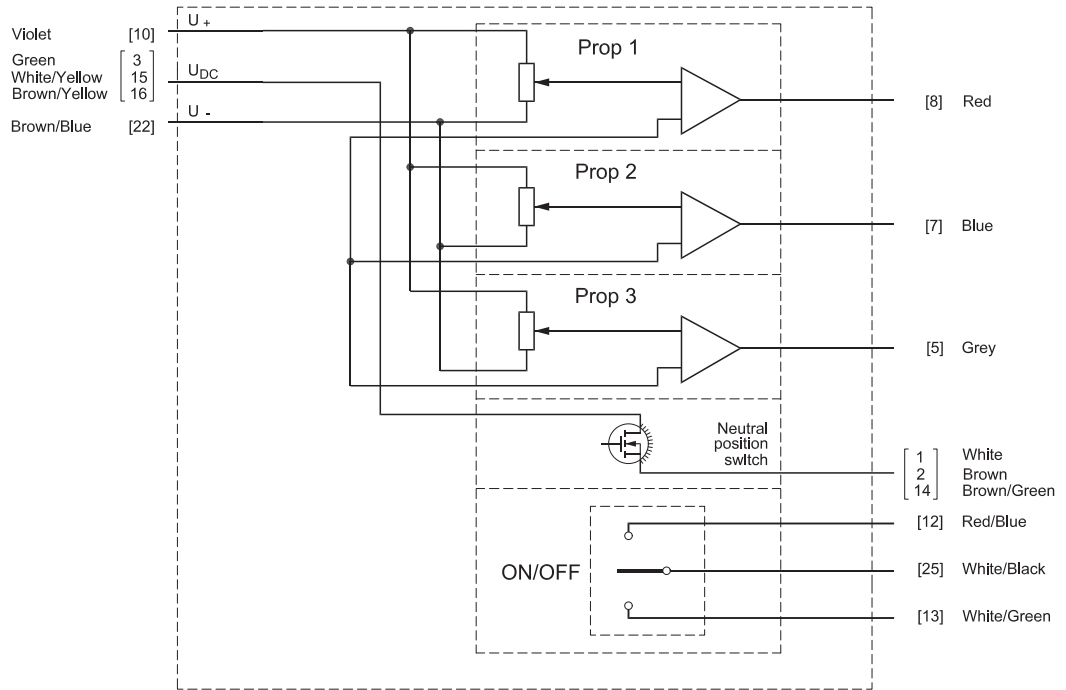 U +
Violet [10]
Prop 1
Green 3
White/Yellow 15
Brown/Yellow 16
UDC
U -
Brown/Blue [22]
[8] Red
Prop 2
[7] Blue
Prop 3
[5] Grey
Neutral
position
switch
1 White
2 Brown
14 Brown/Green
[12] Red/Blue
ON/OFF
[25] White/Black
[13] White/Green